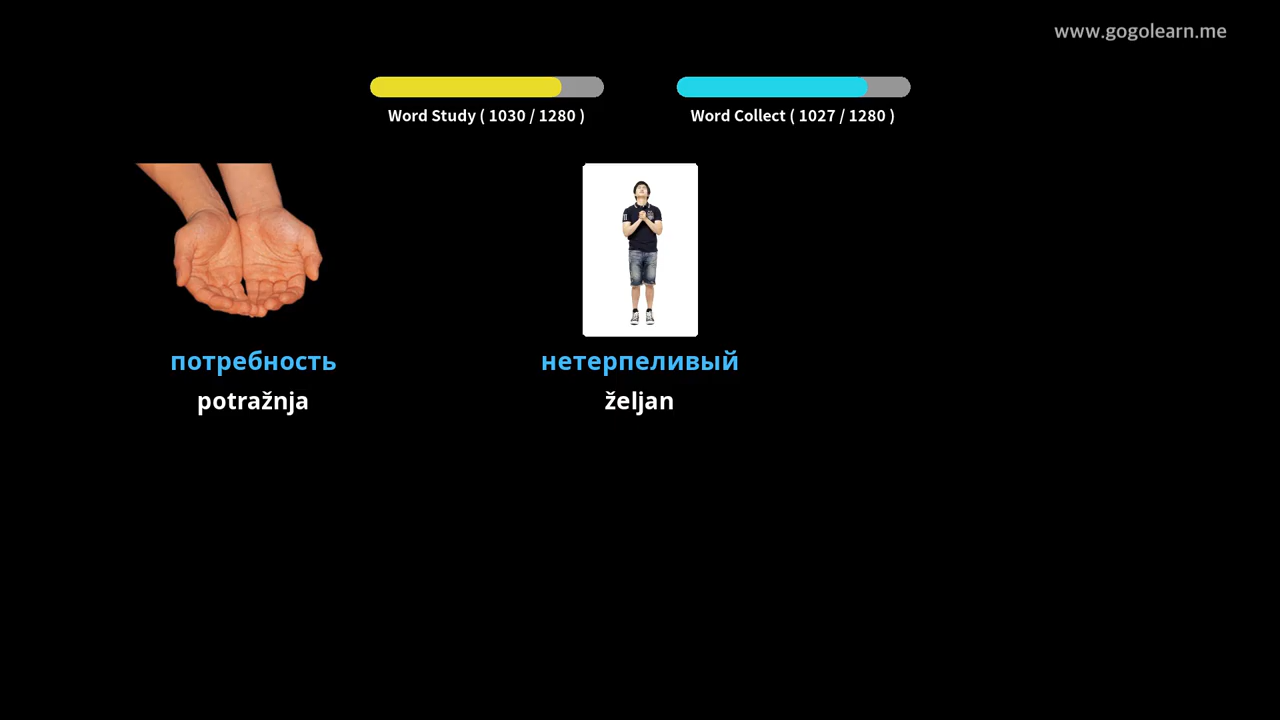 www.gogolearn.me
Word Study ( 1030 / 1280 )
Word Collect ( 1027 / 1280 )
потребность
potražnja
нетерпеливый
željan